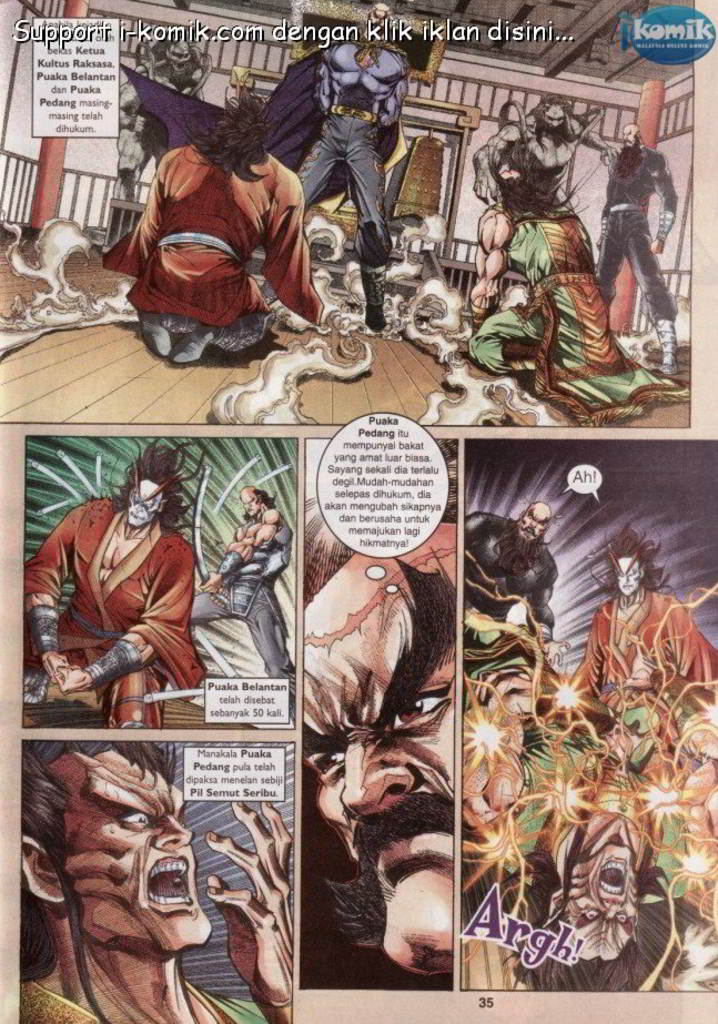 Support i-komik.com dengan klik iklan disini...
ikomik
MALAYSIA ONLINE KOMIK
bekas Ketua
Kultus Raksasa.
Puaka Belantan
dan Puaka
Pedang masing-
masing telah
dihukum.
Puaka
Pedang itu
mempunyai bakat
yang amat luar biasa.
Sayang sekali dia terlalu
degil.Mudah-mudahan
selepas dihukum, dia
akan mengubah sikapnya
dan berusaha untuk
memajukan lagi
hikmatnya!
Ah!
Puaka Belantan
telah disebat
sebanyak 50 kali.
Manakala Puaka
Pedang pula telah
dipaksa menelan sebiji
Pil Semut Seribu.
Argh!
35